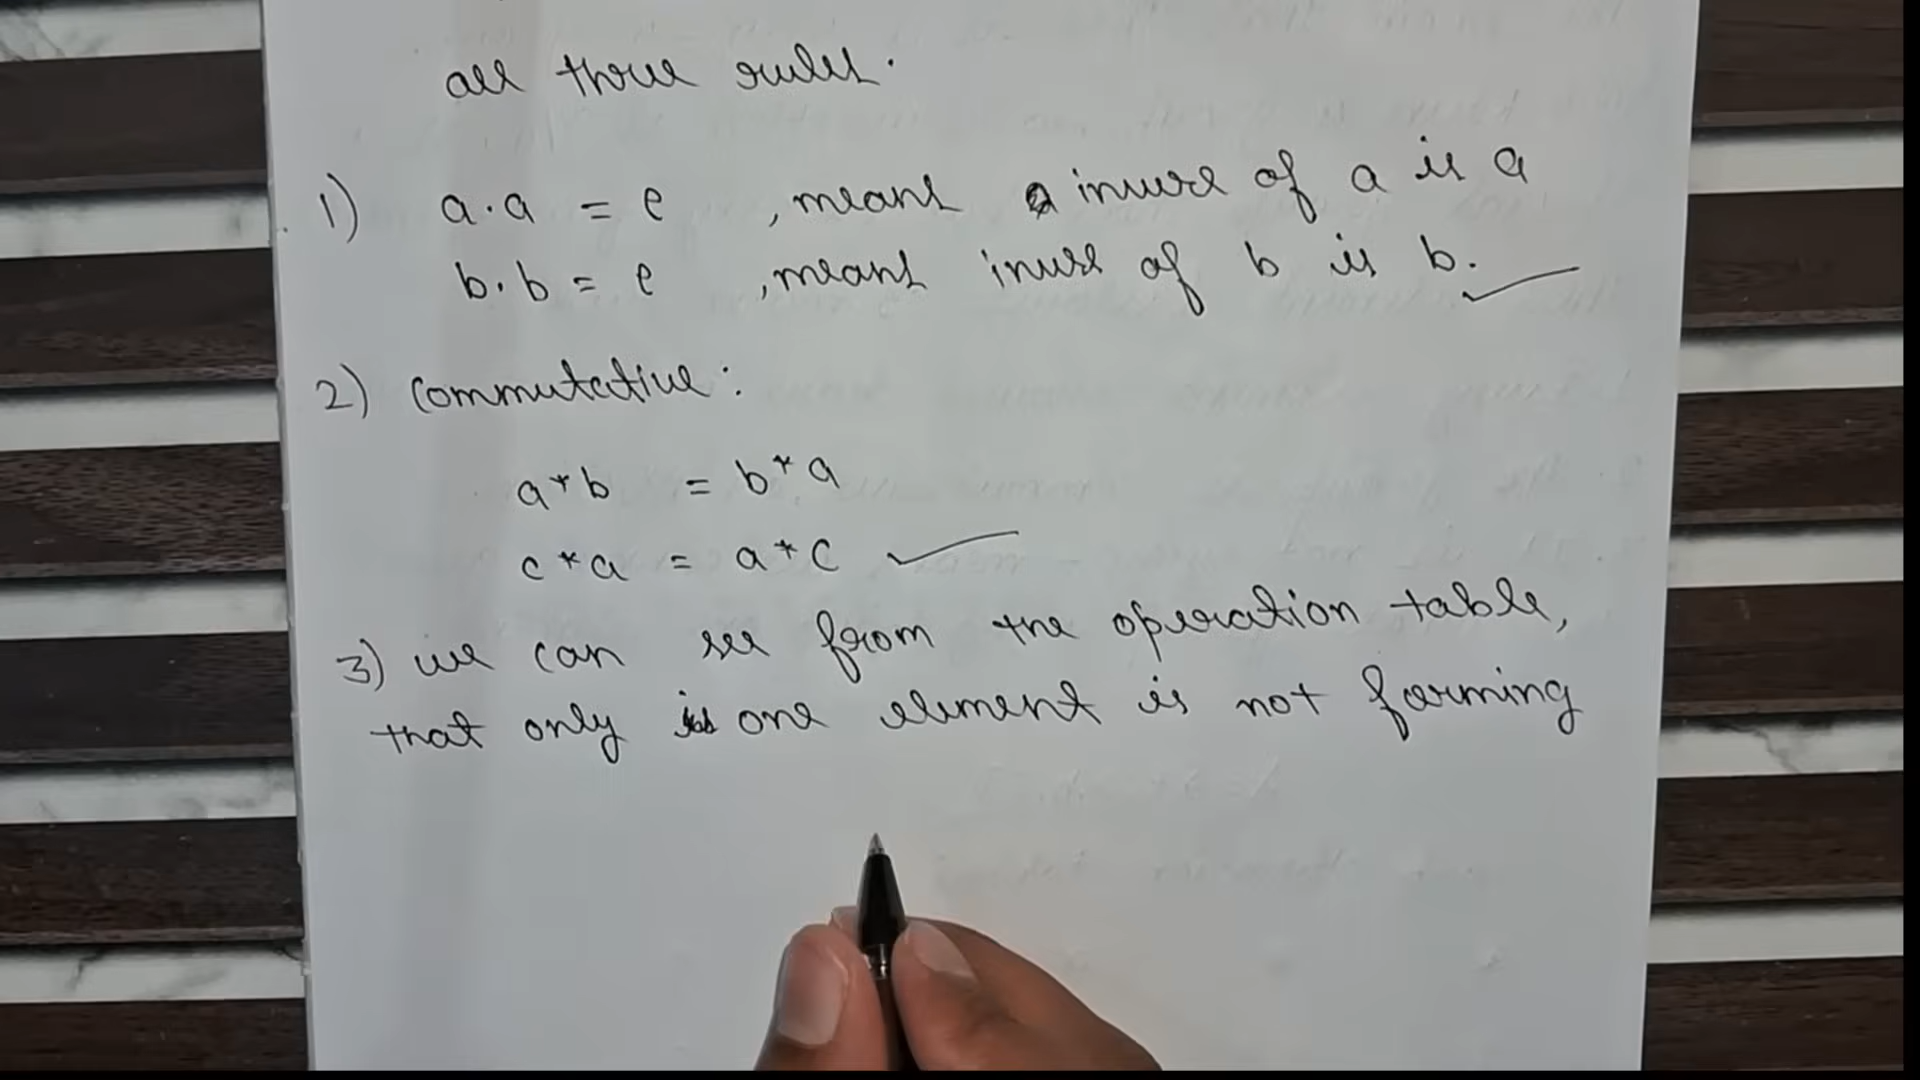 all three rules.
1) a·a = e , means inverse of a is a
b·b = e , means inverse of b is b.
2) Commutative:
a*b = b*a
c*a = a*c
3) we can see from the operation table,
that only one element is not forming